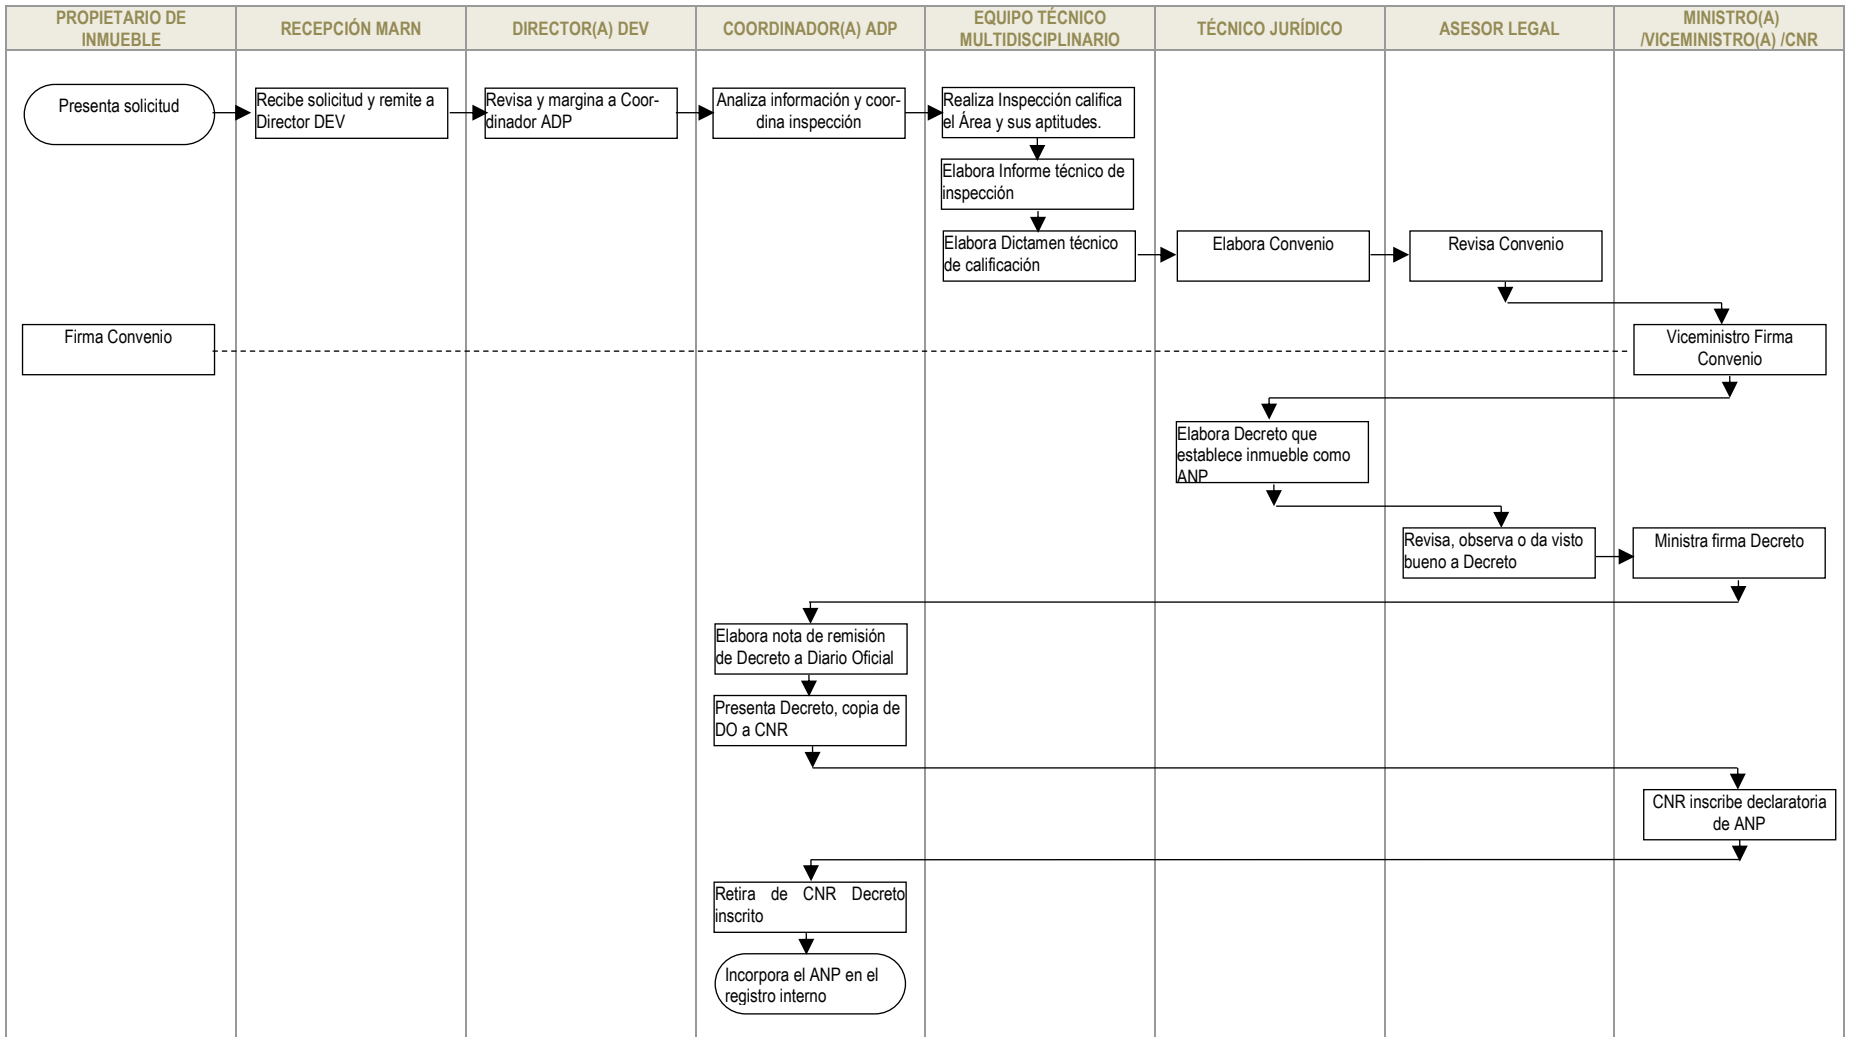 PROPIETARIO DE
INMUEBLE
RECEPCIÓN MARN
DIRECTOR(A) DEV
COORDINADOR(A) ADP
EQUIPO TÉCNICO
MULTIDISCIPLINARIO
TÉCNICO JURÍDICO
ASESOR LEGAL
MINISTRO(A)
/VICEMINISTRO(A) /CNR
Presenta solicitud
Recibe solicitud y remite a
Director DEV
Revisa y margina a Coor-
dinador ADP
Analiza información y coor-
dina inspección
Realiza Inspección califica
el Área y sus aptitudes.
Elabora Informe técnico de
inspección
Elabora Dictamen técnico
de calificación
Elabora Convenio
Revisa Convenio
Firma Convenio
Viceministro Firma
Convenio
Elabora Decreto que
establece inmueble como
ANP
Revisa, observa o da visto
bueno a Decreto
Ministra firma Decreto
Elabora nota de remisión
de Decreto a Diario Oficial
Presenta Decreto, copia de
DO a CNR
CNR inscribe declaratoria
de ANP
Retira de CNR Decreto
inscrito
Incorpora el ANP en el
registro interno